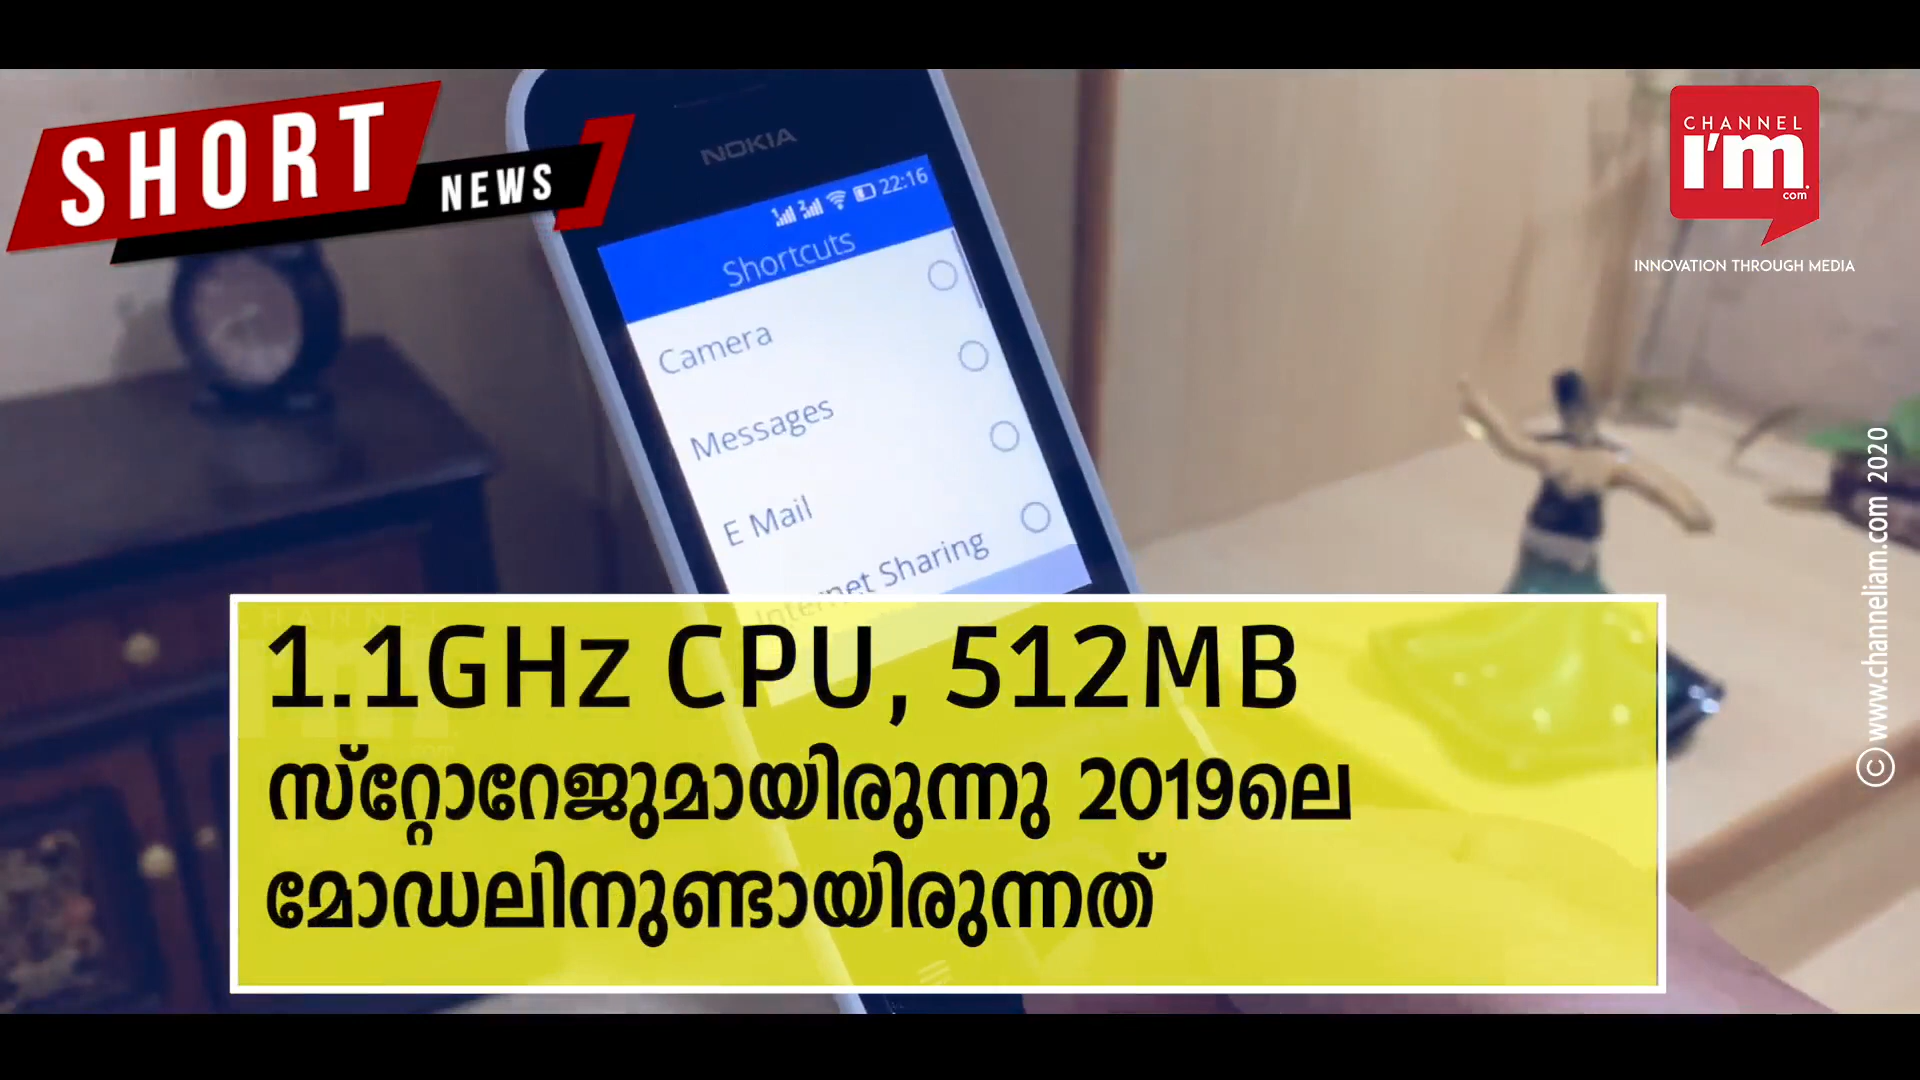 SHORT
NEWS
CHANNEL
I'm
.com
INNOVATION THROUGH MEDIA
NOKIA
22:16
Shortcuts
Camera
Messages
E Mail
Internet Sharing
1.1GHz CPU, 512MB
സ്റ്റോറേജുമായിരുന്നു 2019ലെ
മോഡലിനുണ്ടായിരുന്നത്
© www.channeliam.com 2020